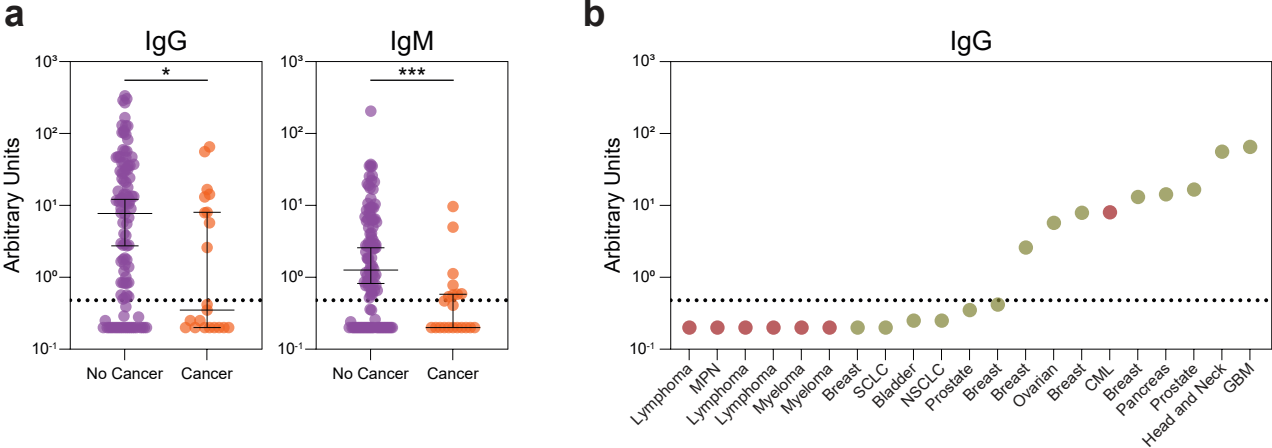 a
IgG
Arbitrary Units
10³
10²
10¹
10⁰
10⁻¹
*
No Cancer
Cancer
IgM
10³
10²
10¹
10⁰
10⁻¹
***
No Cancer
Cancer
b
IgG
Arbitrary Units
10³
10²
10¹
10⁰
10⁻¹
Lymphoma
MPN
Lymphoma
Lymphoma
Myeloma
Myeloma
Breast
SCLC
Bladder
NSCLC
Prostate
Breast
Breast
Ovarian
Breast
CML
Breast
Pancreas
Prostate
Head and Neck
GBM